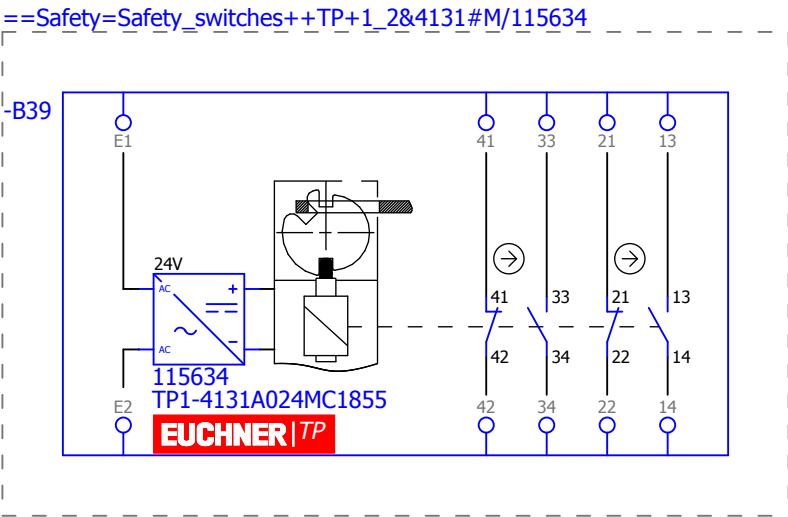 ==Safety=Safety_switches++TP+1_2&4131#M/115634
-B39
E1 41 33 21 13
24V
AC +
41 33 21 13
AC -
42 34 22 14
115634
TP1-4131A024MC1855
E2 42 34 22 14
EUCHNER|TP